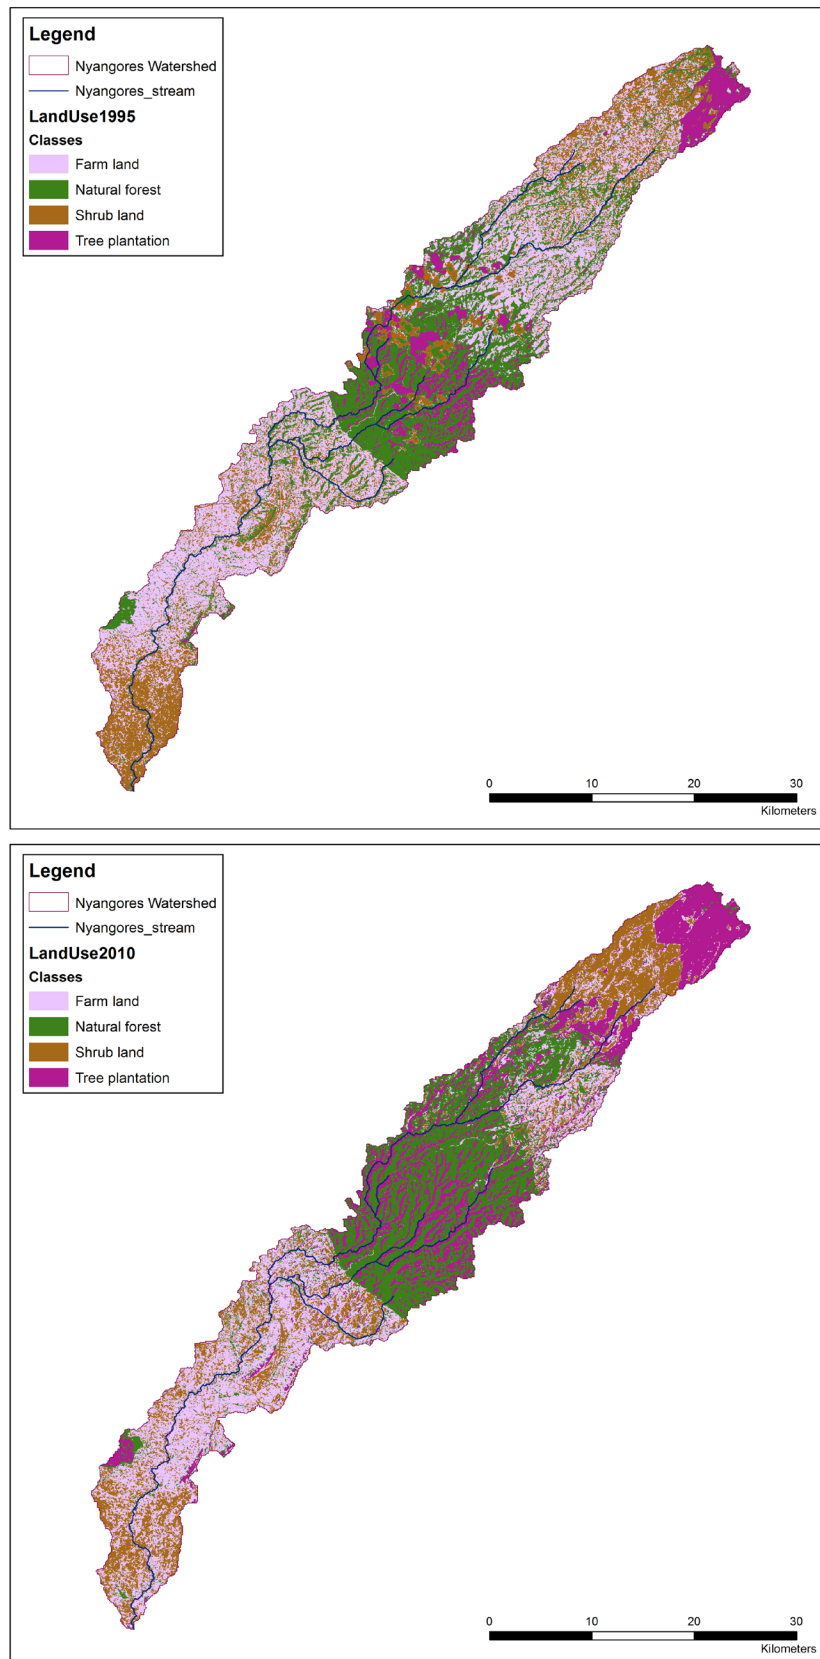 Legend
Nyangores Watershed
Nyangores_stream
LandUse1995
Classes
Farm land
Natural forest
Shrub land
Tree plantation
0 10 20 30
Kilometers
Legend
Nyangores Watershed
Nyangores_stream
LandUse2010
Classes
Farm land
Natural forest
Shrub land
Tree plantation
0 10 20 30
Kilometers